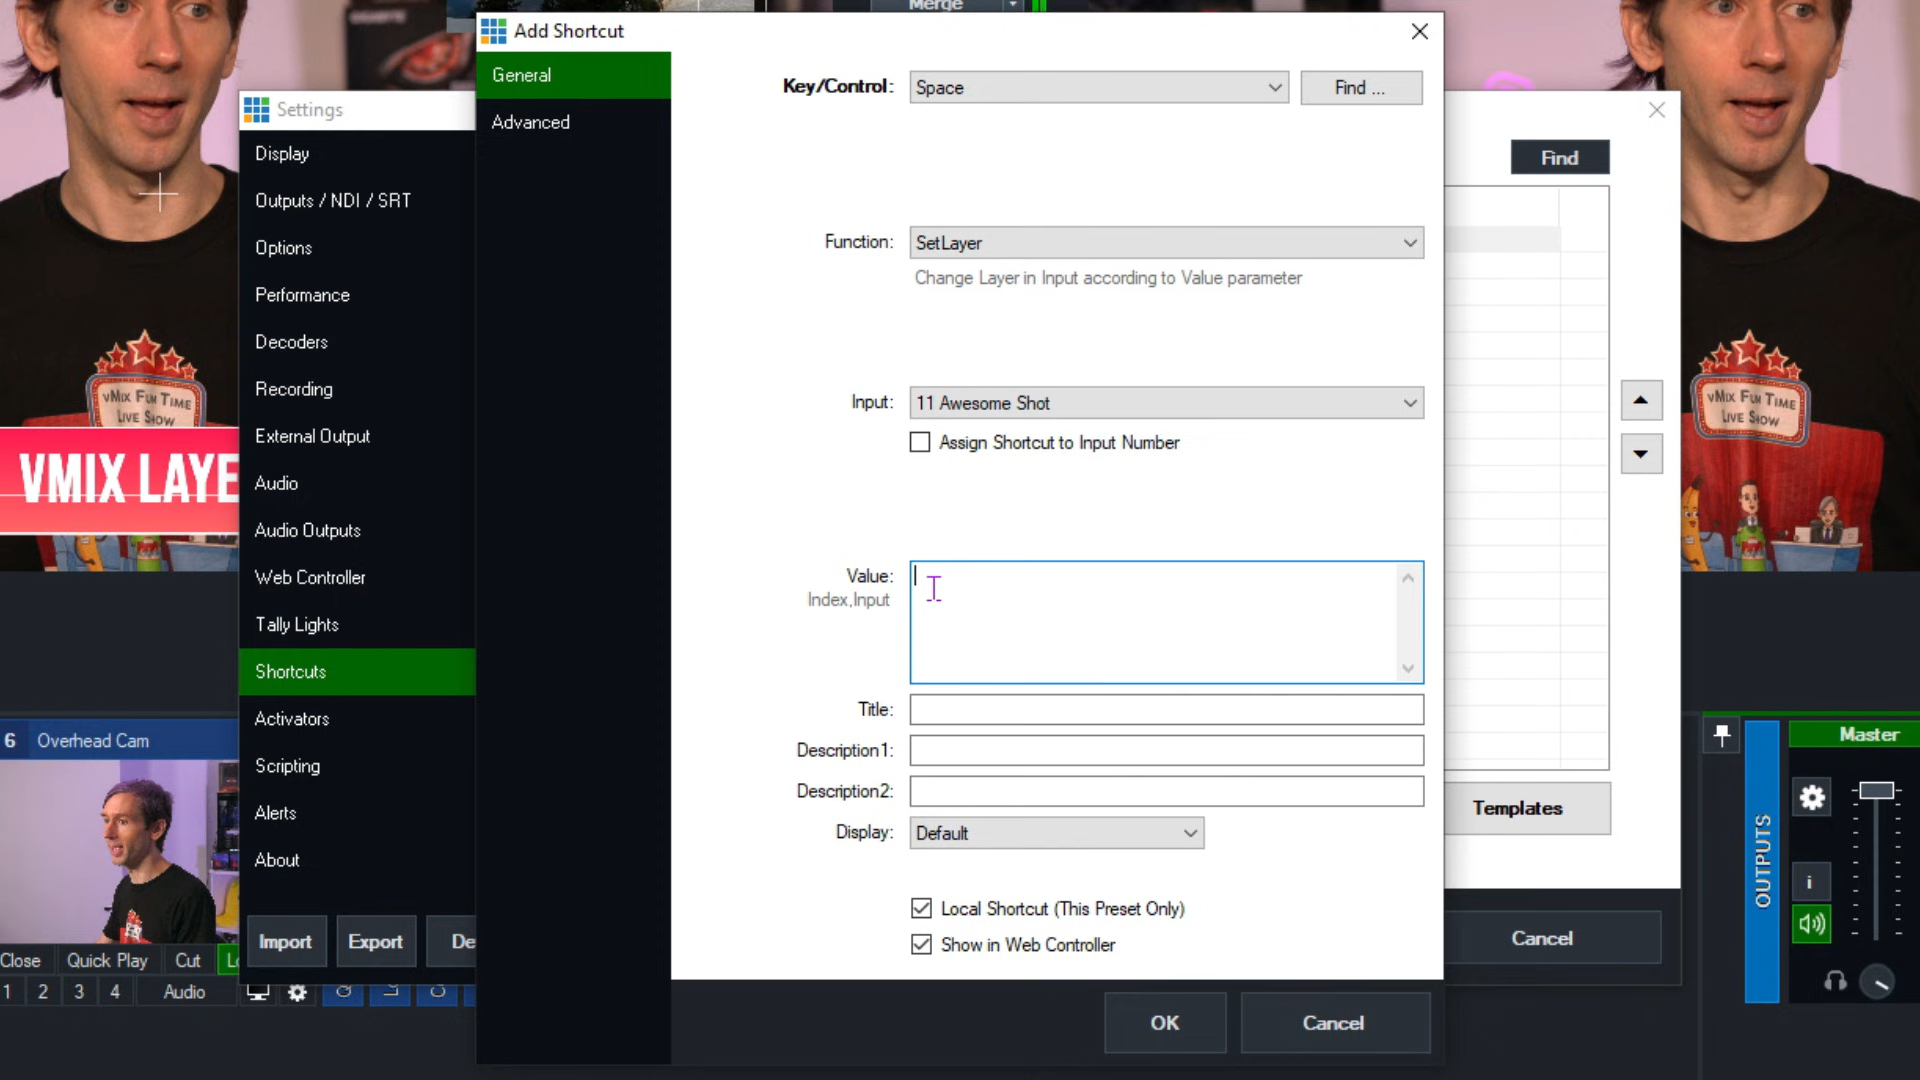 Merge
Add Shortcut
General
Advanced
Key/Control:
Space
Find ...
Function:
SetLayer
Change Layer in Input according to Value parameter
Input:
11 Awesome Shot
Assign Shortcut to Input Number
Value:
Index,Input
Title:
Description1:
Description2:
Display:
Default
Local Shortcut (This Preset Only)
Show in Web Controller
OK
Cancel
Settings
Display
Outputs / NDI / SRT
Options
Performance
Decoders
Recording
External Output
Audio
Audio Outputs
Web Controller
Tally Lights
Shortcuts
Activators
Scripting
Alerts
About
Import
Export
De
Find
Templates
Cancel
VMIX FUN TIME
LIVE SHOW
VMIX LAYE
VMIX FUN TIME
LIVE SHOW
6 Overhead Cam
Close
Quick Play
Cut
1
2
3
4
Audio
OUTPUTS
Master
i